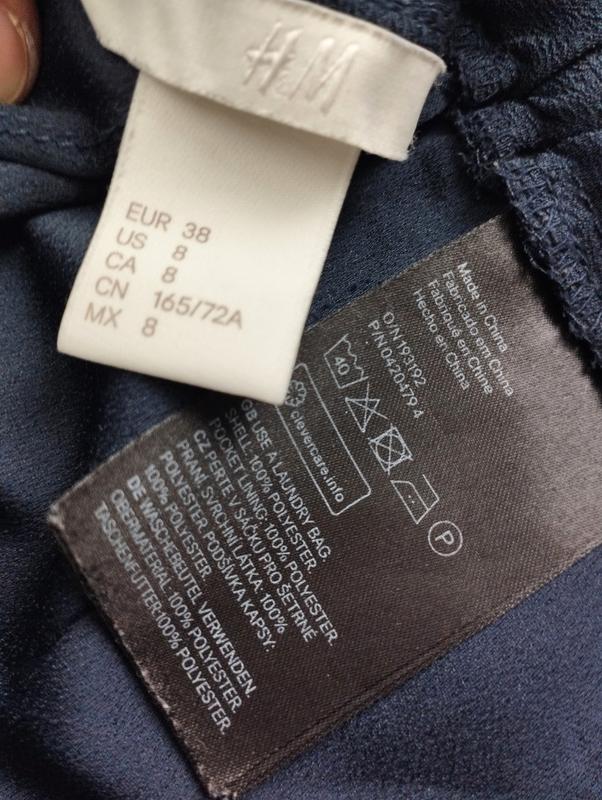 H&M
EUR 38
US 8
CA 8
CN 165/72A
MX 8
Made in China
Fabricado em China
Fabriqué en Chine
Hecho en China
O/N193192
P/N0420479 4
40
P
clevercare.info
GB USE A LAUNDRY BAG.
SHELL: 100% POLYESTER.
POCKET LINING: 100% POLYESTER.
CZ PERTE V SÁČKU PRO ŠETRNÉ
PRANÍ. SVRCHNÍ LÁTKA: 100%
POLYESTER. PODŠÍVKA KAPSY:
100% POLYESTER.
DE WÄSCHEBEUTEL VERWENDEN.
OBERMATERIAL: 100% POLYESTER.
TASCHENFUTTER: 100% POLYESTER.